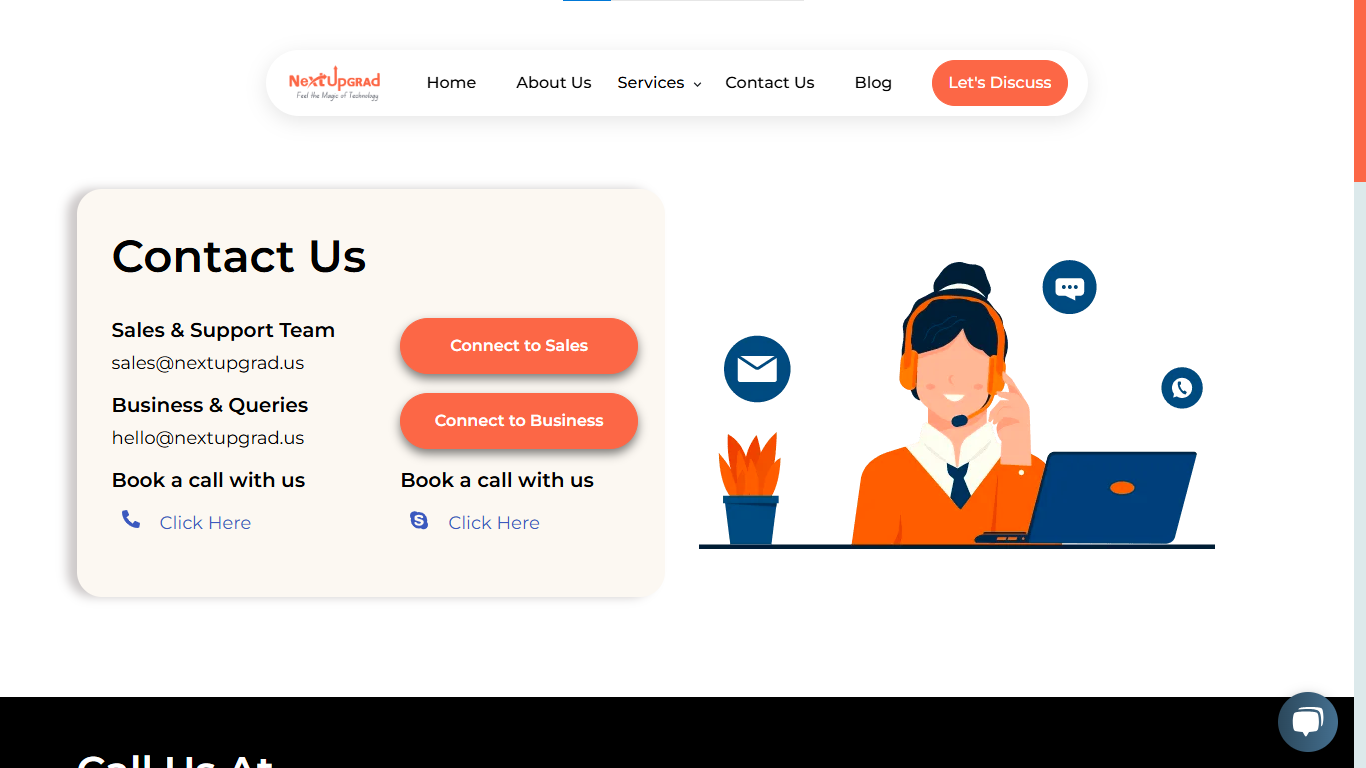 NextUpgrad
Feel the Magic of Technology
Home
About Us
Services
Contact Us
Blog
Let's Discuss
Contact Us
Sales & Support Team
sales@nextupgrad.us
Connect to Sales
Business & Queries
hello@nextupgrad.us
Connect to Business
Book a call with us
Book a call with us
Click Here
Click Here
Call Us At